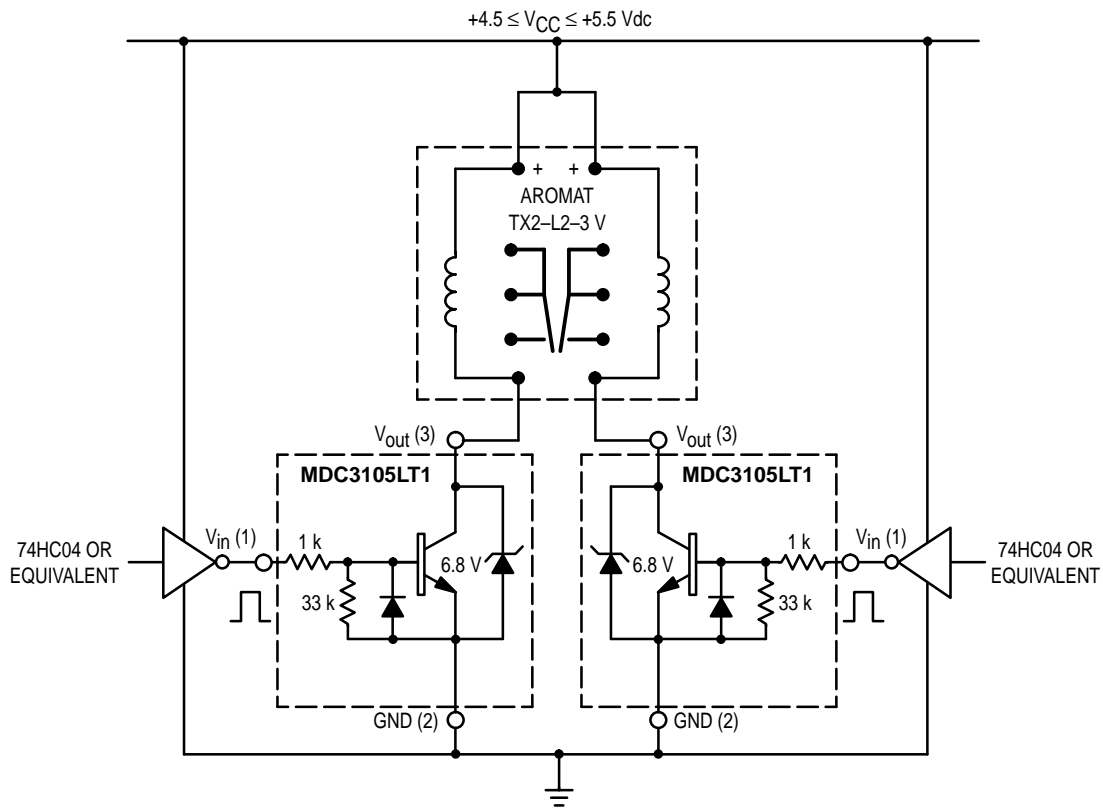 +4.5 ≤ VCC ≤ +5.5 Vdc
+ +
AROMAT
TX2–L2–3 V
Vout (3)
Vout (3)
MDC3105LT1
MDC3105LT1
74HC04 OR
EQUIVALENT
Vin (1)
1 k
6.8 V
33 k
6.8 V
1 k
33 k
Vin (1)
74HC04 OR
EQUIVALENT
GND (2)
GND (2)